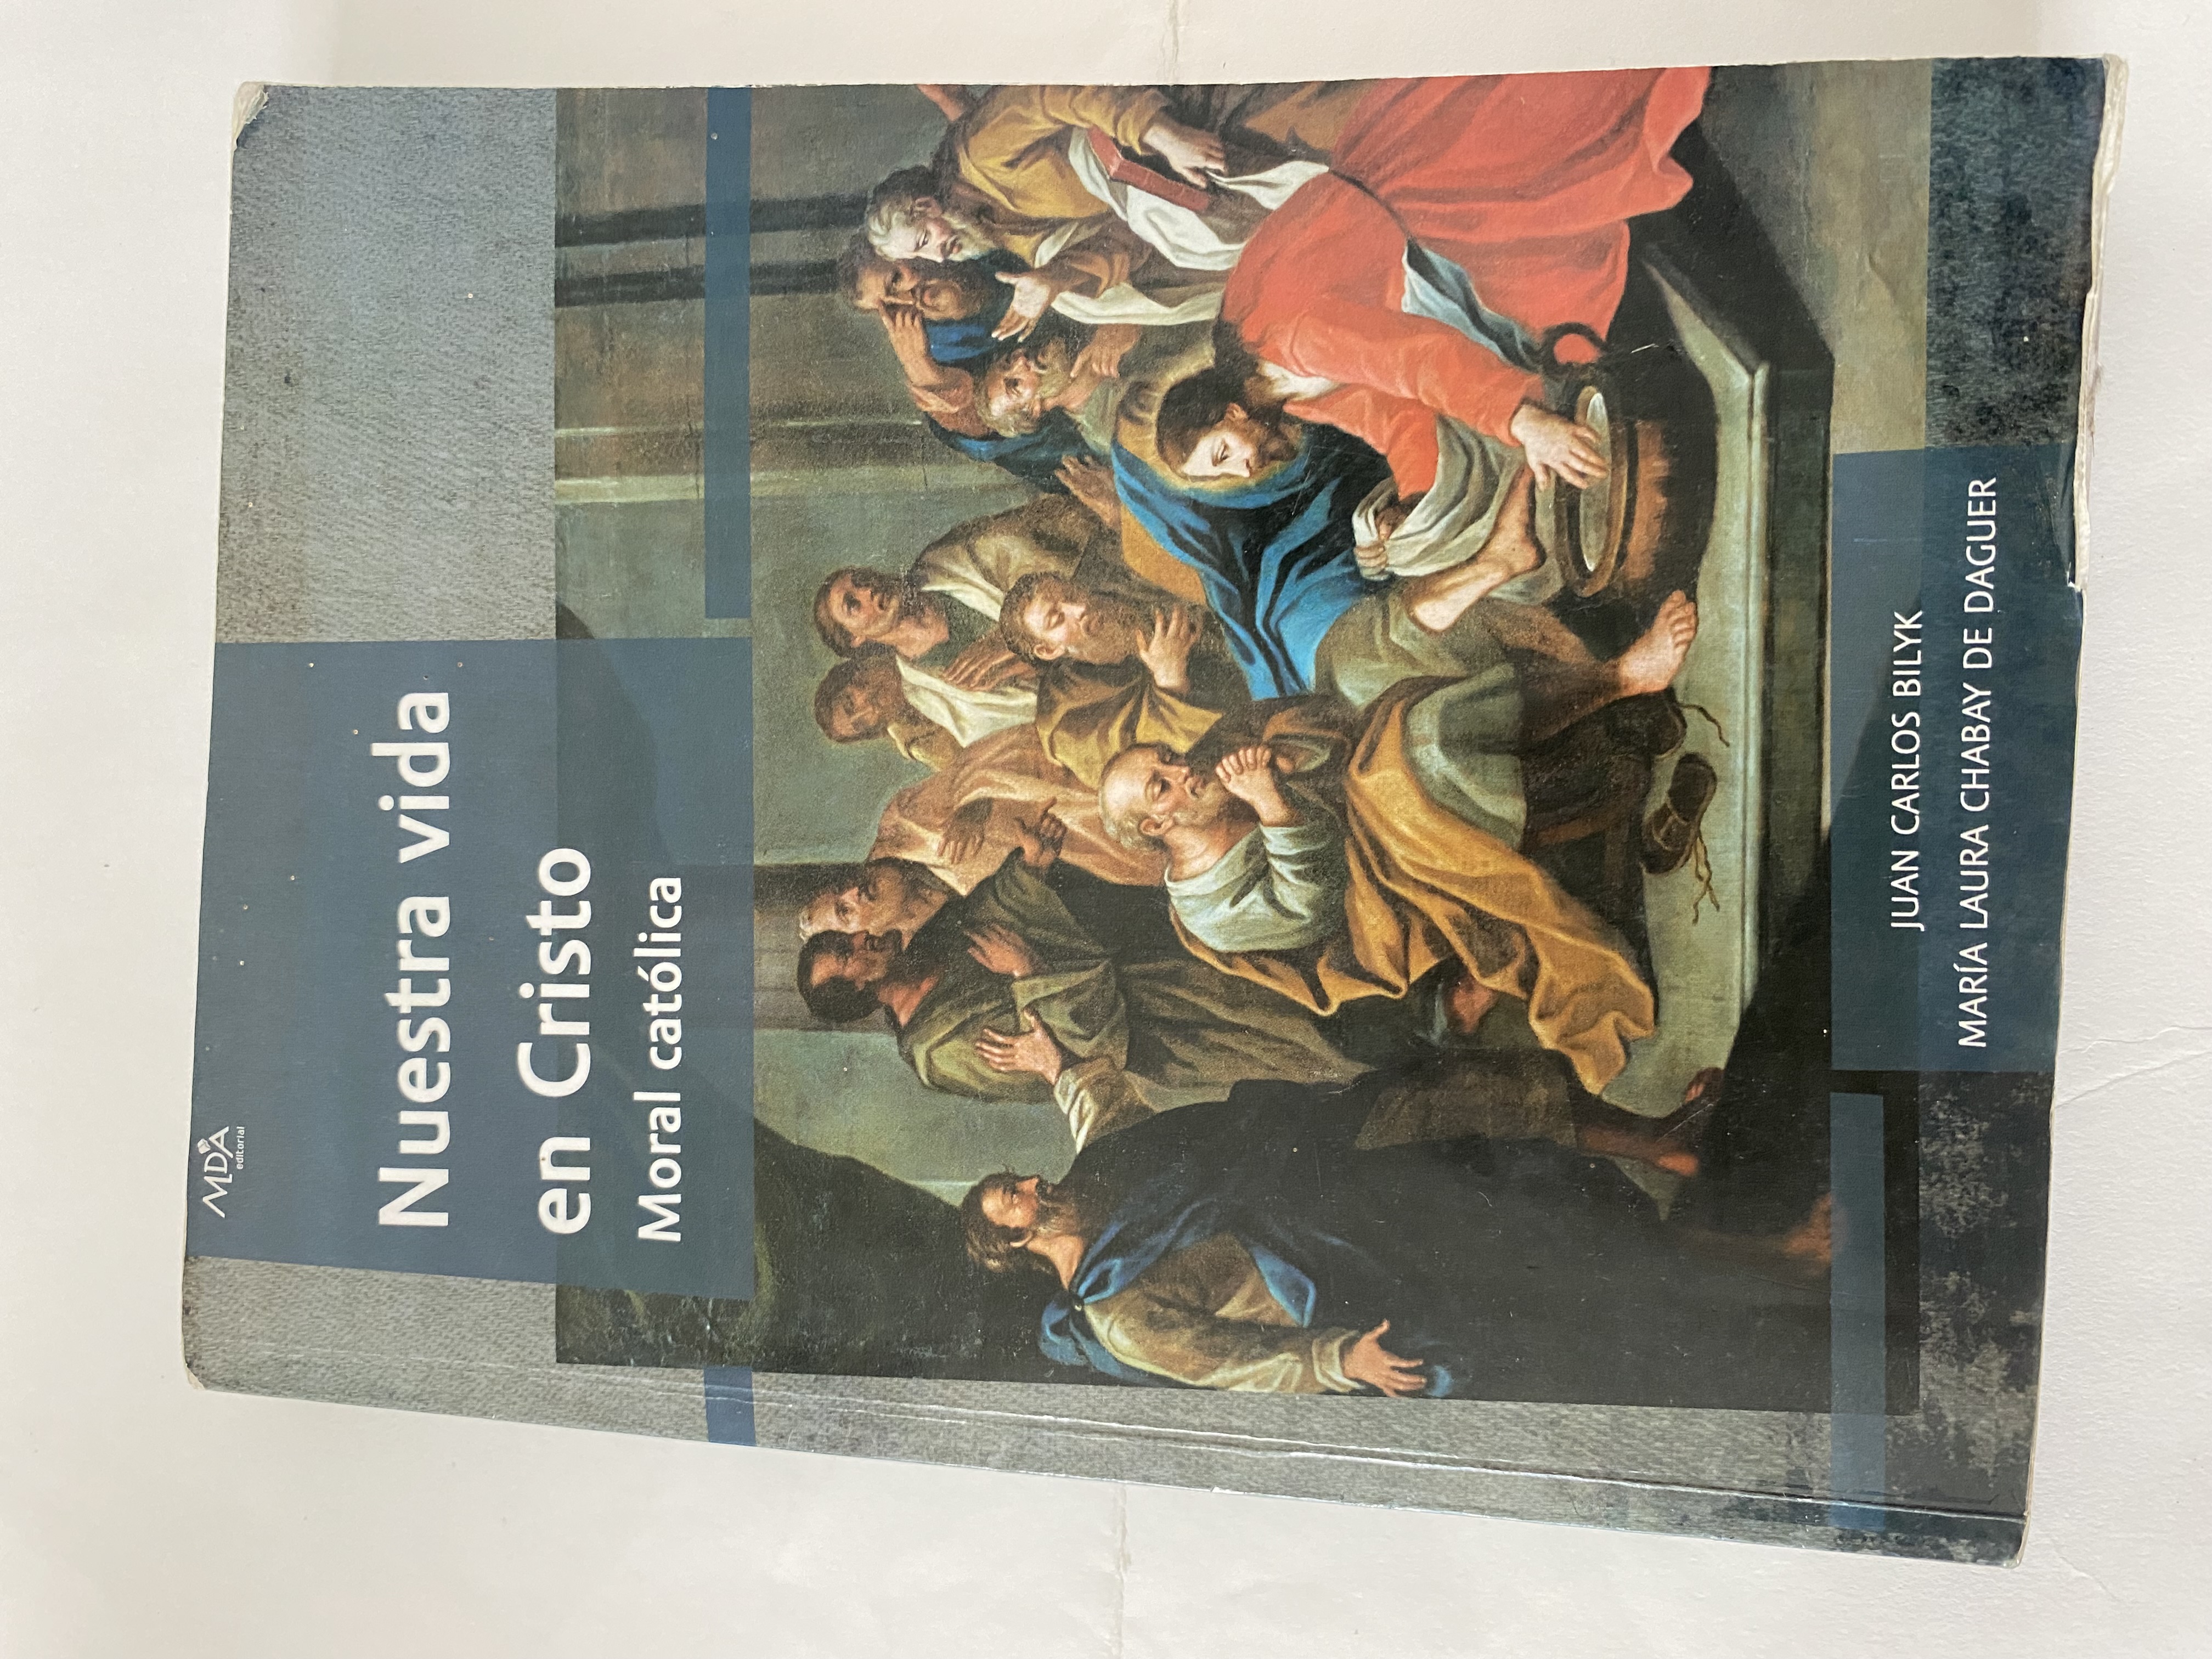 MDA
editorial
Nuestra vida
en Cristo
Moral católica
JUAN CARLOS BILYK
MARÍA LAURA CHABAY DE DAGUER